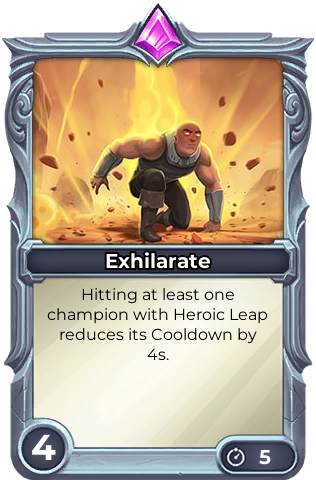 Exhilarate
Hitting at least one
champion with Heroic Leap
reduces its Cooldown by
4s.
4
5